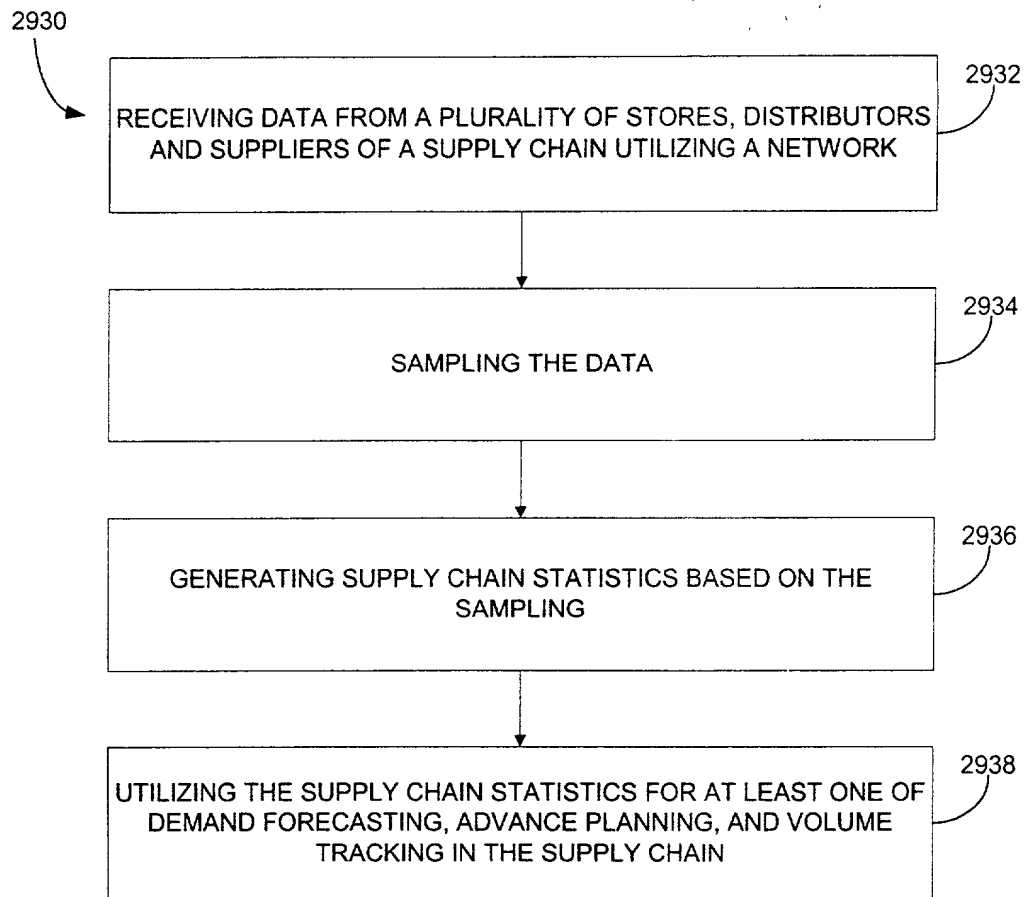 2930
2932
RECEIVING DATA FROM A PLURALITY OF STORES, DISTRIBUTORS
AND SUPPLIERS OF A SUPPLY CHAIN UTILIZING A NETWORK
2934
SAMPLING THE DATA
2936
GENERATING SUPPLY CHAIN STATISTICS BASED ON THE
SAMPLING
2938
UTILIZING THE SUPPLY CHAIN STATISTICS FOR AT LEAST ONE OF
DEMAND FORECASTING, ADVANCE PLANNING, AND VOLUME
TRACKING IN THE SUPPLY CHAIN